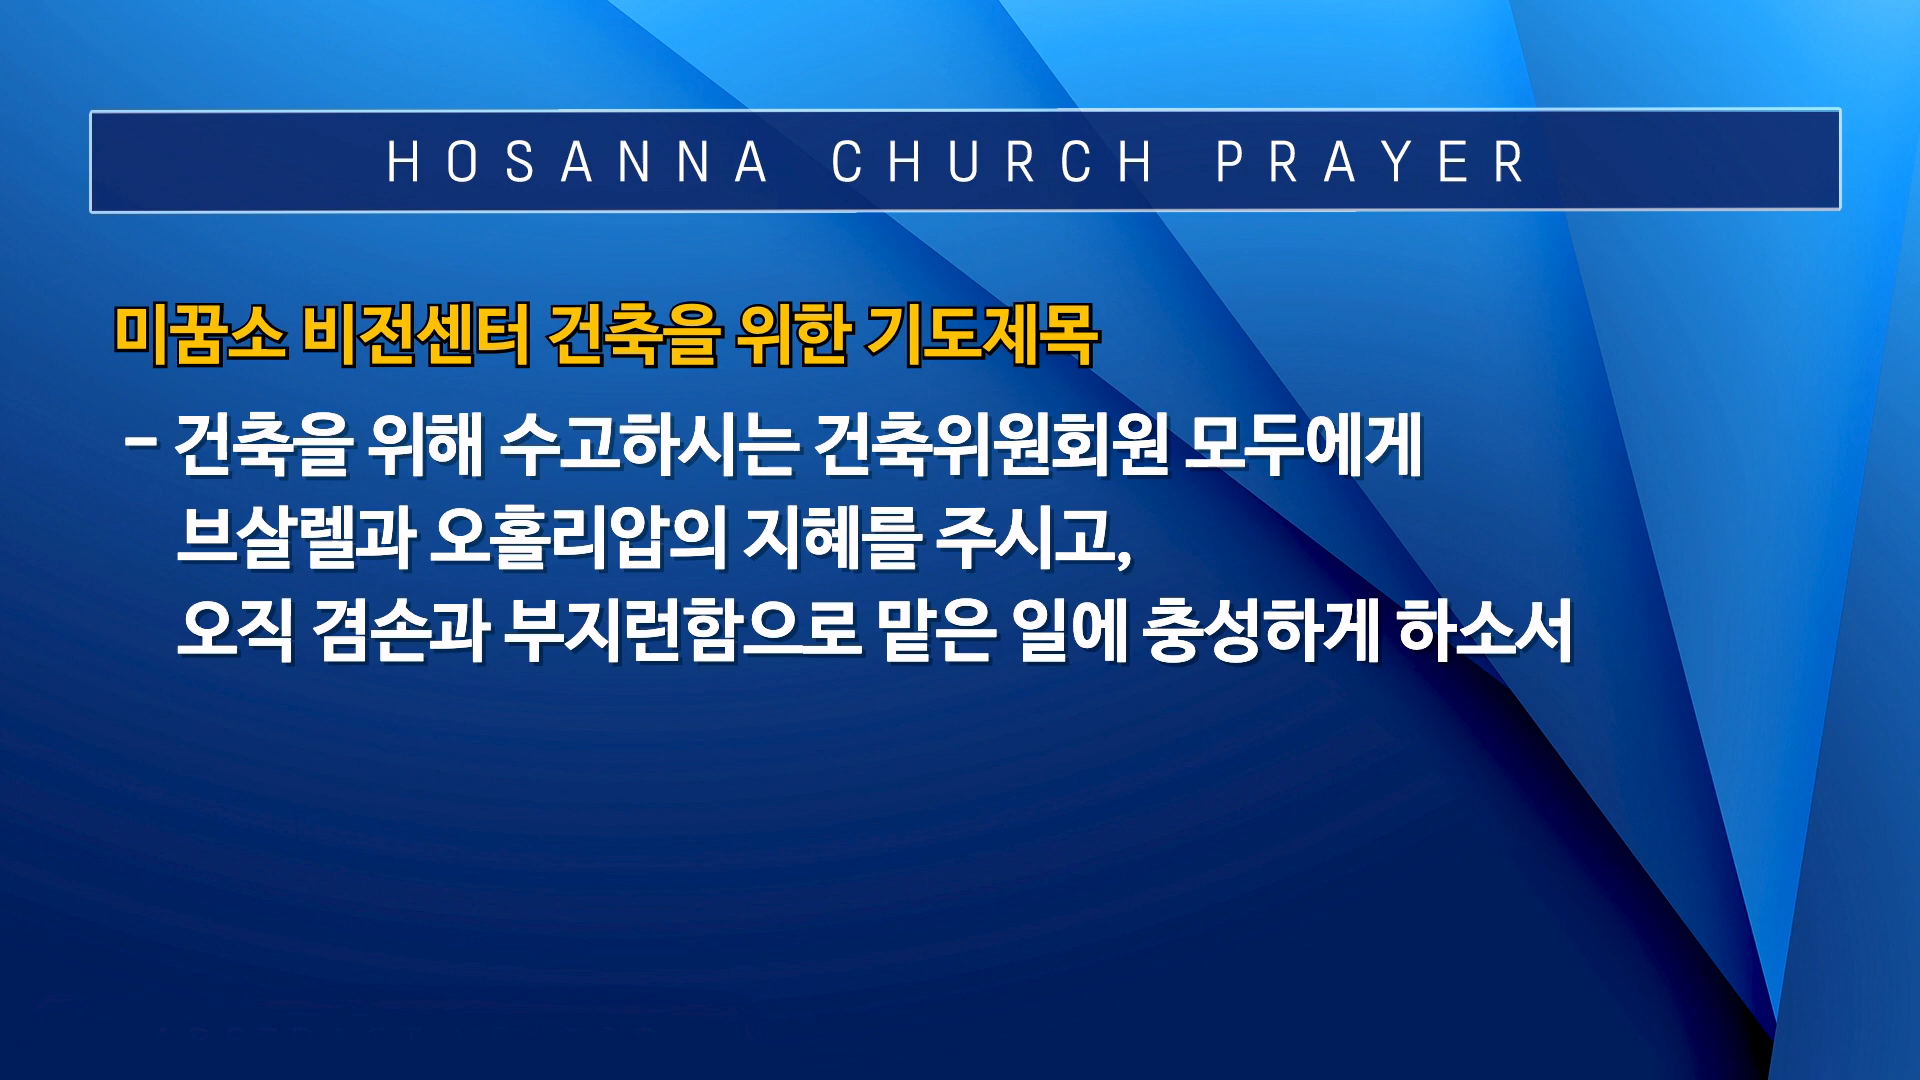 HOSANNA CHURCH PRAYER
미꿈소 비전센터 건축을 위한 기도제목
- 건축을 위해 수고하시는 건축위원회원 모두에게
브살렐과 오홀리압의 지혜를 주시고,
오직 겸손과 부지런함으로 맡은 일에 충성하게 하소서